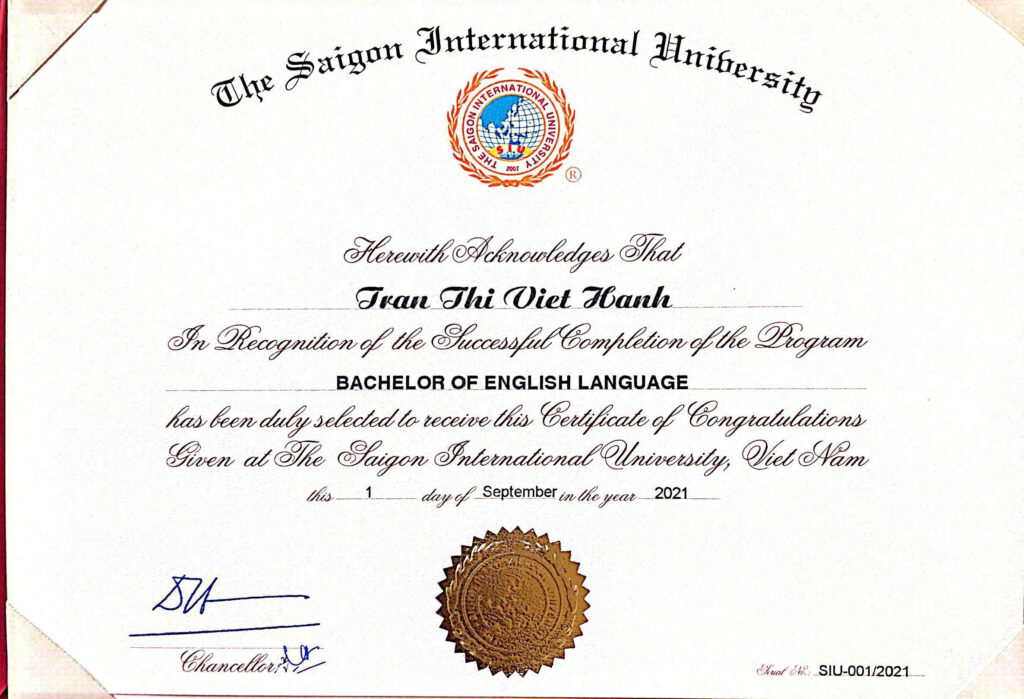 The Saigon International University
THE SAIGON INTERNATIONAL UNIVERSITY
SIU
2007
®
Herewith Acknowledges That
Tran Thi Viet Hanh
In Recognition of the Successful Completion of the Program
BACHELOR OF ENGLISH LANGUAGE
has been duly selected to receive this Certificate of Congratulations
Given at The Saigon International University, Viet Nam
this 1 day of September in the year 2021
Chancellor
Serial No.: SIU-001/2021